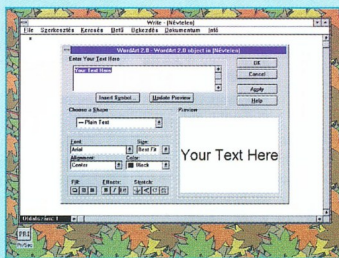 Write - (Névtelen)
File Szerkesztés Keresés Betű Bekezdés Dokumentum
WordArt 2.0 - WordArt 2.0 object in (Névtelen)
Enter Your Text Here
Your Text Here
OK
Cancel
Insert Symbol... Update Preview
Apply
Help
Choose a Shape
Preview
Plain Text
Font: Size:
Arial Best Fit
Alignment: Color:
Center Black
Your Text Here
Fill: Effects: Stretch: